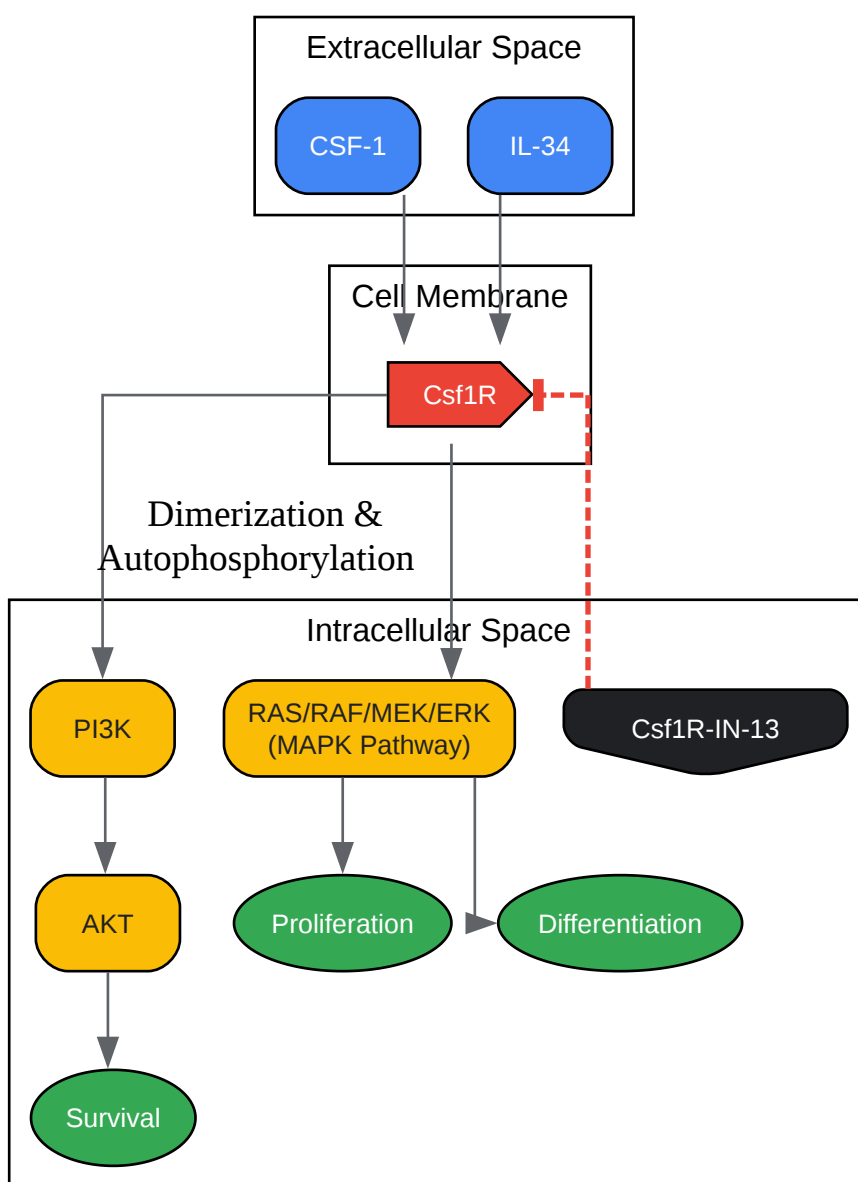 Extracellular Space
CSF-1
IL-34
Cell Membrane
Csf1R
Dimerization &
Autophosphorylation
Intracellular Space
PI3K
RAS/RAF/MEK/ERK
(MAPK Pathway)
Csf1R-IN-13
AKT
Proliferation
Differentiation
Survival